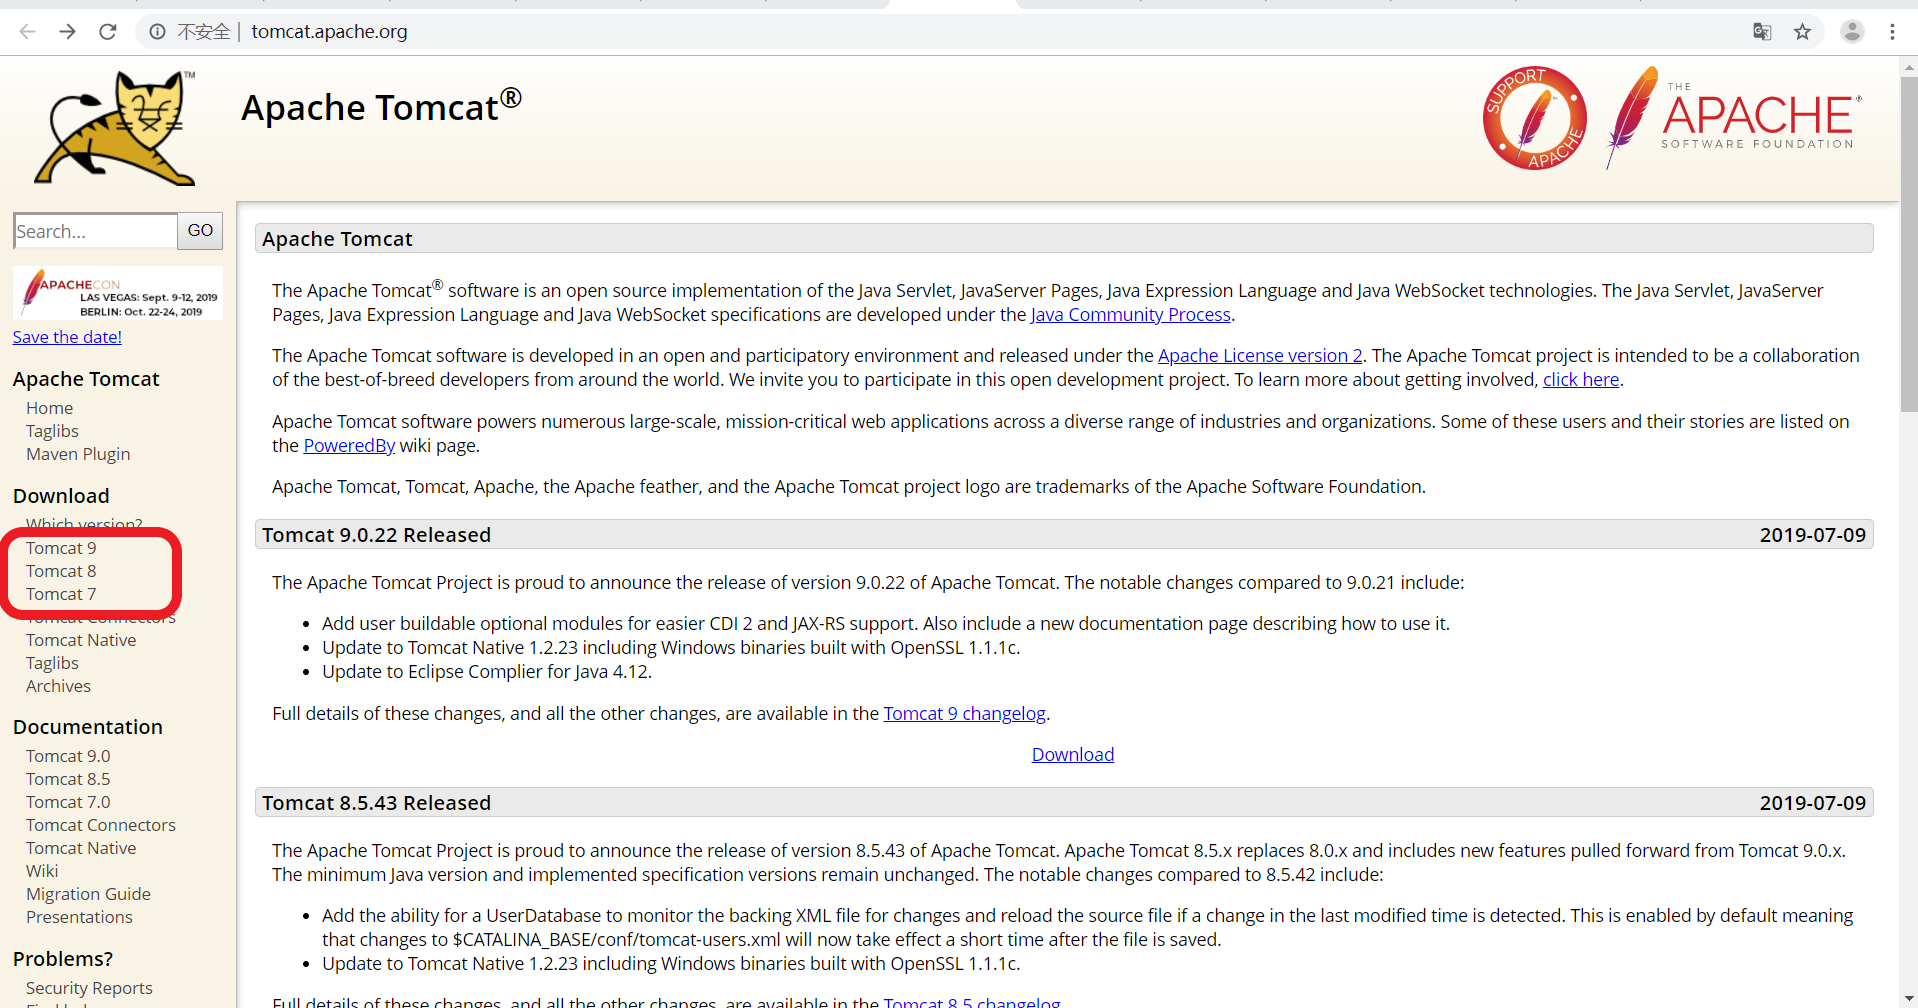 不安全 | tomcat.apache.org
TM
Apache Tomcat®
SUPPORT APACHE
THE
APACHE®
SOFTWARE FOUNDATION
Search... GO
APACHECON
LAS VEGAS: Sept. 9-12, 2019
BERLIN: Oct. 22-24, 2019
Save the date!
Apache Tomcat
Home
Taglibs
Maven Plugin
Download
Which version?
Tomcat 9
Tomcat 8
Tomcat 7
Tomcat Connectors
Tomcat Native
Taglibs
Archives
Documentation
Tomcat 9.0
Tomcat 8.5
Tomcat 7.0
Tomcat Connectors
Tomcat Native
Wiki
Migration Guide
Presentations
Problems?
Security Reports
Apache Tomcat
The Apache Tomcat® software is an open source implementation of the Java Servlet, JavaServer Pages, Java Expression Language and Java WebSocket technologies. The Java Servlet, JavaServer
Pages, Java Expression Language and Java WebSocket specifications are developed under the Java Community Process.
The Apache Tomcat software is developed in an open and participatory environment and released under the Apache License version 2. The Apache Tomcat project is intended to be a collaboration
of the best-of-breed developers from around the world. We invite you to participate in this open development project. To learn more about getting involved, click here.
Apache Tomcat software powers numerous large-scale, mission-critical web applications across a diverse range of industries and organizations. Some of these users and their stories are listed on
the PoweredBy wiki page.
Apache Tomcat, Tomcat, Apache, the Apache feather, and the Apache Tomcat project logo are trademarks of the Apache Software Foundation.
Tomcat 9.0.22 Released 2019-07-09
The Apache Tomcat Project is proud to announce the release of version 9.0.22 of Apache Tomcat. The notable changes compared to 9.0.21 include:
• Add user buildable optional modules for easier CDI 2 and JAX-RS support. Also include a new documentation page describing how to use it.
• Update to Tomcat Native 1.2.23 including Windows binaries built with OpenSSL 1.1.1c.
• Update to Eclipse Complier for Java 4.12.
Full details of these changes, and all the other changes, are available in the Tomcat 9 changelog.
Download
Tomcat 8.5.43 Released 2019-07-09
The Apache Tomcat Project is proud to announce the release of version 8.5.43 of Apache Tomcat. Apache Tomcat 8.5.x replaces 8.0.x and includes new features pulled forward from Tomcat 9.0.x.
The minimum Java version and implemented specification versions remain unchanged. The notable changes compared to 8.5.42 include:
• Add the ability for a UserDatabase to monitor the backing XML file for changes and reload the source file if a change in the last modified time is detected. This is enabled by default meaning
that changes to $CATALINA_BASE/conf/tomcat-users.xml will now take effect a short time after the file is saved.
• Update to Tomcat Native 1.2.23 including Windows binaries built with OpenSSL 1.1.1c.
Full details of these changes, and all the other changes, are available in the Tomcat 8.5 changelog